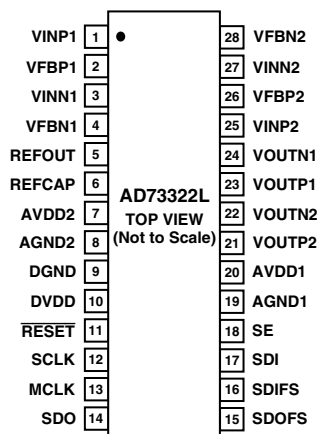 VINP1 1
VFBP1 2
VINN1 3
VFBN1 4
REFOUT 5
REFCAP 6
AVDD2 7
AGND2 8
DGND 9
DVDD 10
RESET 11
SCLK 12
MCLK 13
SDO 14
AD73322L
TOP VIEW
(Not to Scale)
28 VFBN2
27 VINN2
26 VFBP2
25 VINP2
24 VOUTN1
23 VOUTP1
22 VOUTN2
21 VOUTP2
20 AVDD1
19 AGND1
18 SE
17 SDI
16 SDIFS
15 SDOFS